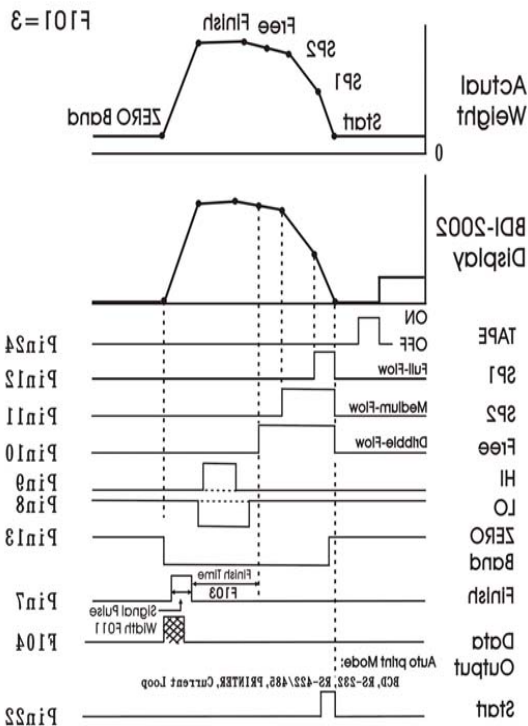 F101=3
Finish
Free
SP2
SP1
Start
ZERO Band
Actual
Weight
0
BDI-2002
Display
TAPE
ON
OFF
Pin24
SP1
Full-Flow
Pin12
SP2
Medium-Flow
Pin11
Free
Dribble-Flow
Pin10
HI
Pin9
LO
Pin8
ZERO
Band
Pin13
Finish
Finish Time
F103
Pin7
Signal Pulse
Width F011
Data
Output
F104
Auto print Mode:
BCD, RS-232, RS-422/485, PRINTER, Current Loop
Start
Pin22